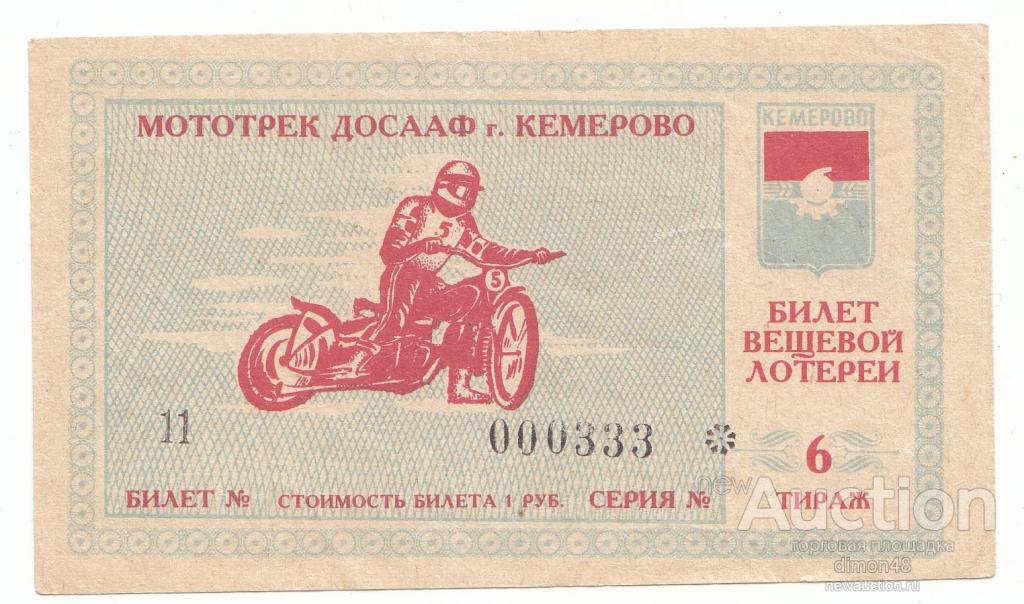 МОТОТРЕК ДОСААФ г. КЕМЕРОВО
КЕМЕРОВО
5
5
БИЛЕТ
ВЕЩЕВОЙ
ЛОТЕРЕИ
11
000333
6
БИЛЕТ № СТОИМОСТЬ БИЛЕТА 1 РУБ. СЕРИЯ №
ТИРАЖ
newAuction
торговая площадка
dimon48
newauction.ru